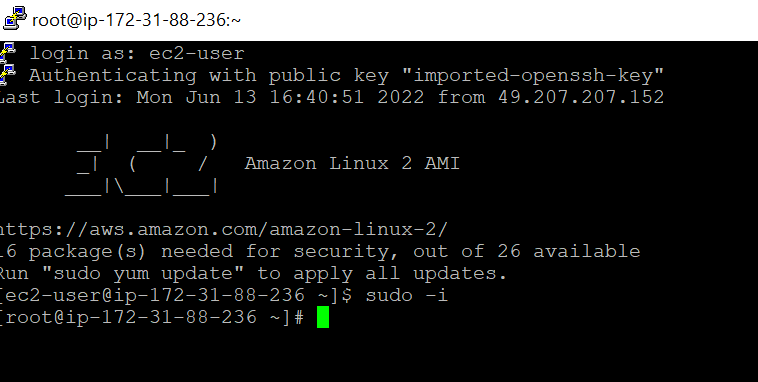 root@ip-172-31-88-236:~
login as: ec2-user
Authenticating with public key "imported-openssh-key"
Last login: Mon Jun 13 16:40:51 2022 from 49.207.207.152
       __|  __|_  )
       _|  (     /   Amazon Linux 2 AMI
      ___|\___|___|
https://aws.amazon.com/amazon-linux-2/
16 package(s) needed for security, out of 26 available
Run "sudo yum update" to apply all updates.
[ec2-user@ip-172-31-88-236 ~]$ sudo -i
[root@ip-172-31-88-236 ~]#